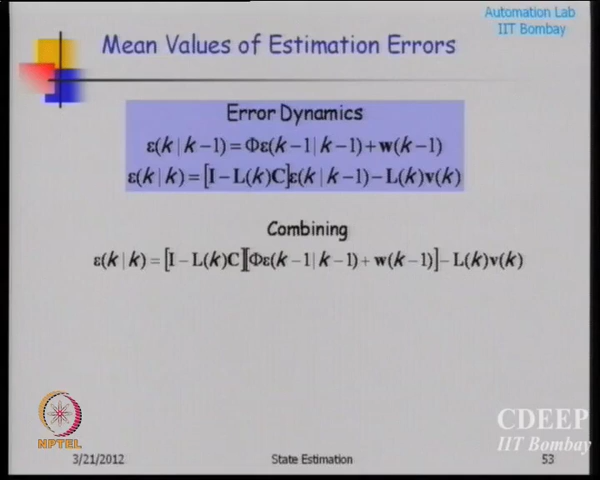 Automation Lab
IIT Bombay
Mean Values of Estimation Errors
Error Dynamics
ε(k | k−1) = Φε(k−1 | k−1) + w(k−1)
ε(k | k) = [I − L(k)C]ε(k | k−1) − L(k)v(k)
Combining
ε(k | k) = [I − L(k)C][Φε(k−1 | k−1) + w(k−1)] − L(k)v(k)
NPTEL
CDEEP
IIT Bombay
3/21/2012
State Estimation
53